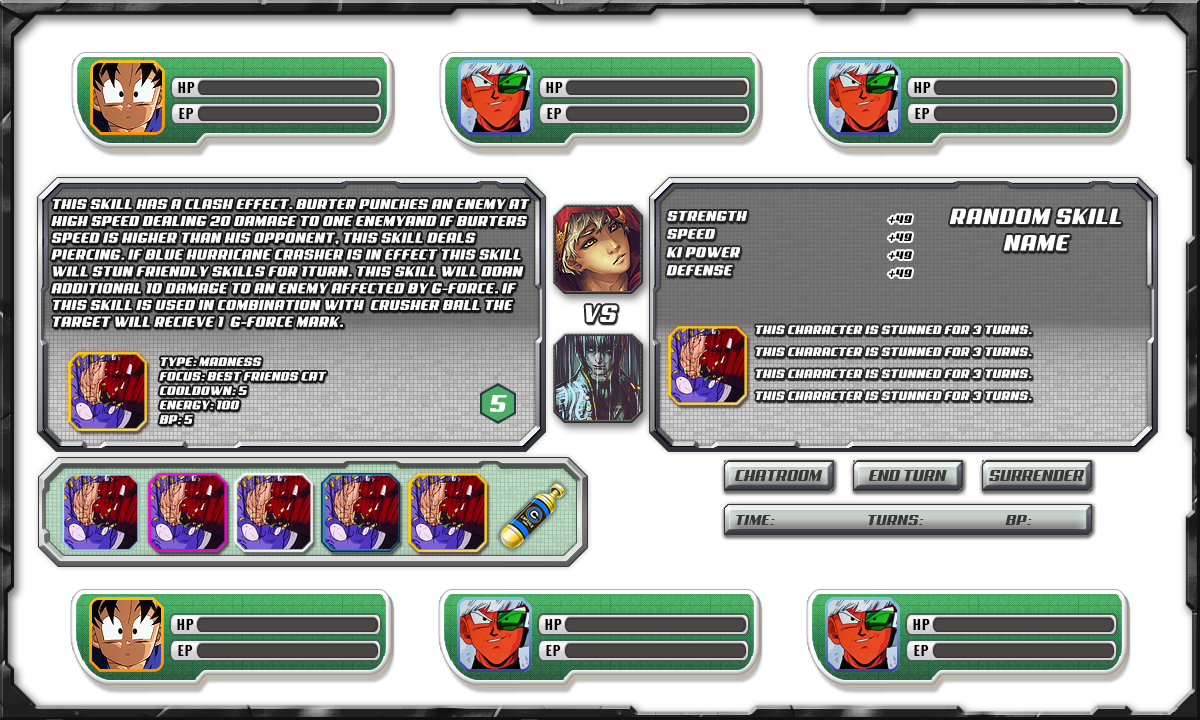 HP
EP
HP
EP
HP
EP
THIS SKILL HAS A CLASH EFFECT. BURTER PUNCHES AN ENEMY AT
HIGH SPEED DEALING 20 DAMAGE TO ONE ENEMYAND IF BURTERS
SPEED IS HIGHER THAN HIS OPPONENT, THIS SKILL DEALS
PIERCING. IF BLUE HURRICANE CRASHER IS IN EFFECT THIS SKILL
WILL STUN FRIENDLY SKILLS FOR 1TURN. THIS SKILL WILL DOAN
ADDITIONAL 10 DAMAGE TO AN ENEMY AFFECTED BY G-FORCE. IF
THIS SKILL IS USED IN COMBINATION WITH CRUSHER BALL THE
TARGET WILL RECIEVE 1 G-FORCE MARK.
TYPE: MADNESS
FOCUS: BEST FRIENDS CAT
COOLDOWN: 5
ENERGY: 100
BP: 5
5
VS
STRENGTH +49
SPEED +49
KI POWER +49
DEFENSE +49
RANDOM SKILL
NAME
THIS CHARACTER IS STUNNED FOR 3 TURNS.
THIS CHARACTER IS STUNNED FOR 3 TURNS.
THIS CHARACTER IS STUNNED FOR 3 TURNS.
THIS CHARACTER IS STUNNED FOR 3 TURNS.
CHATROOM
END TURN
SURRENDER
TIME: TURNS: BP:
HP
EP
HP
EP
HP
EP